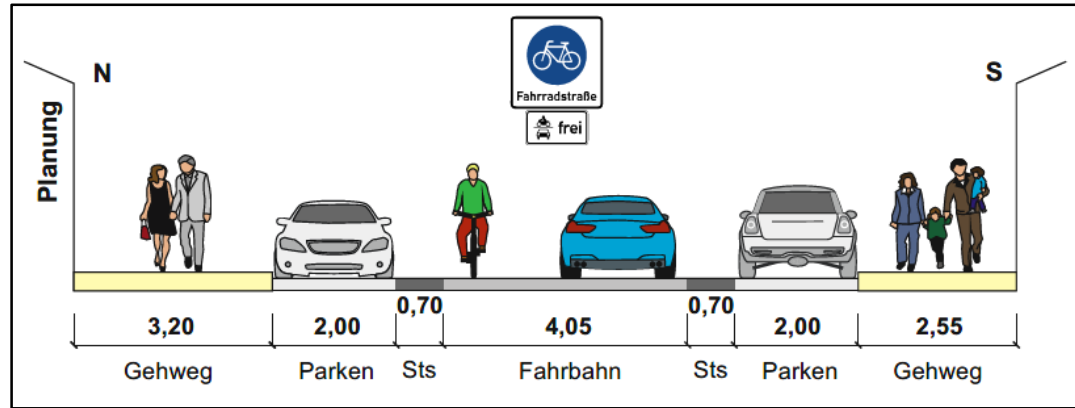 N
S
Planung
Fahrradstraße
frei
0,70
0,70
3,20
2,00
4,05
2,00
2,55
Gehweg
Parken
Sts
Fahrbahn
Sts
Parken
Gehweg